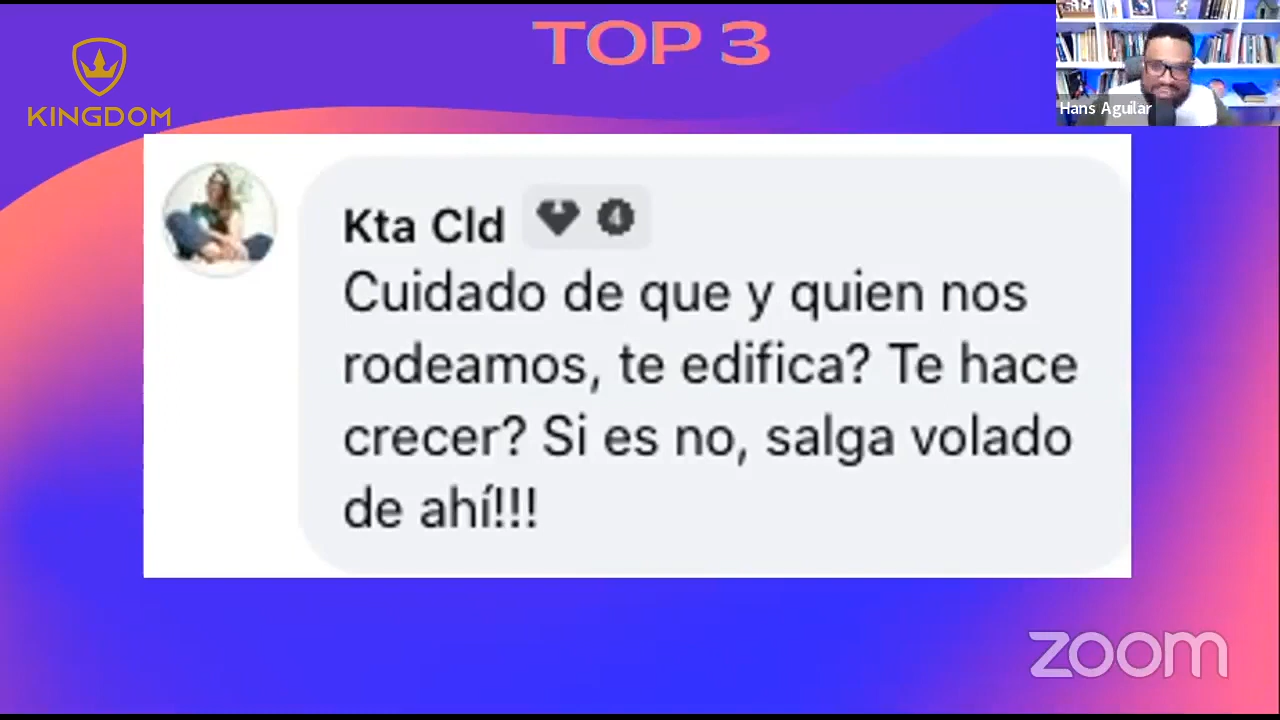 TOP 3
KINGDOM
Hans Aguilar
Kta Cld 4
Cuidado de que y quien nos
rodeamos, te edifica? Te hace
crecer? Si es no, salga volado
de ahí!!!
zoom